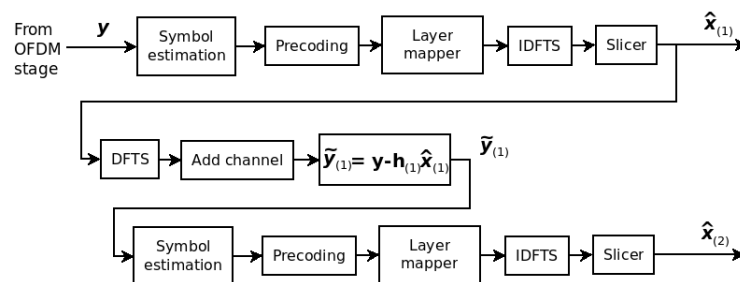 From
OFDM
stage
y
Symbol
estimation
Precoding
Layer
mapper
IDFTS
Slicer
x̂(1)
DFTS
Add channel
ỹ(1)= y-h(1)x̂(1)
ỹ(1)
Symbol
estimation
Precoding
Layer
mapper
IDFTS
Slicer
x̂(2)